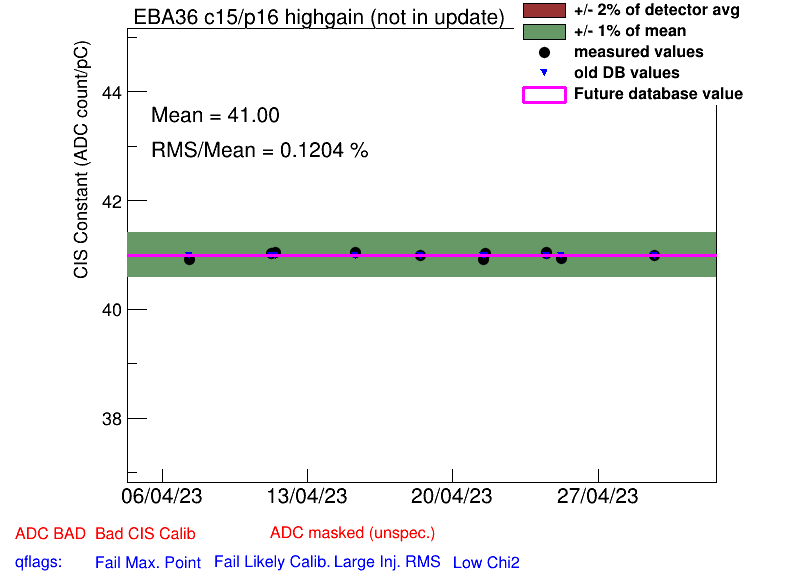 EBA36 c15/p16 highgain (not in update)
+/- 2% of detector avg
+/- 1% of mean
measured values
old DB values
Future database value
CIS Constant (ADC count/pC)
Mean = 41.00
RMS/Mean = 0.1204 %
44
42
40
38
06/04/23 13/04/23 20/04/23 27/04/23
ADC BAD Bad CIS Calib ADC masked (unspec.)
qflags: Fail Max. Point Fail Likely Calib. Large Inj. RMS Low Chi2